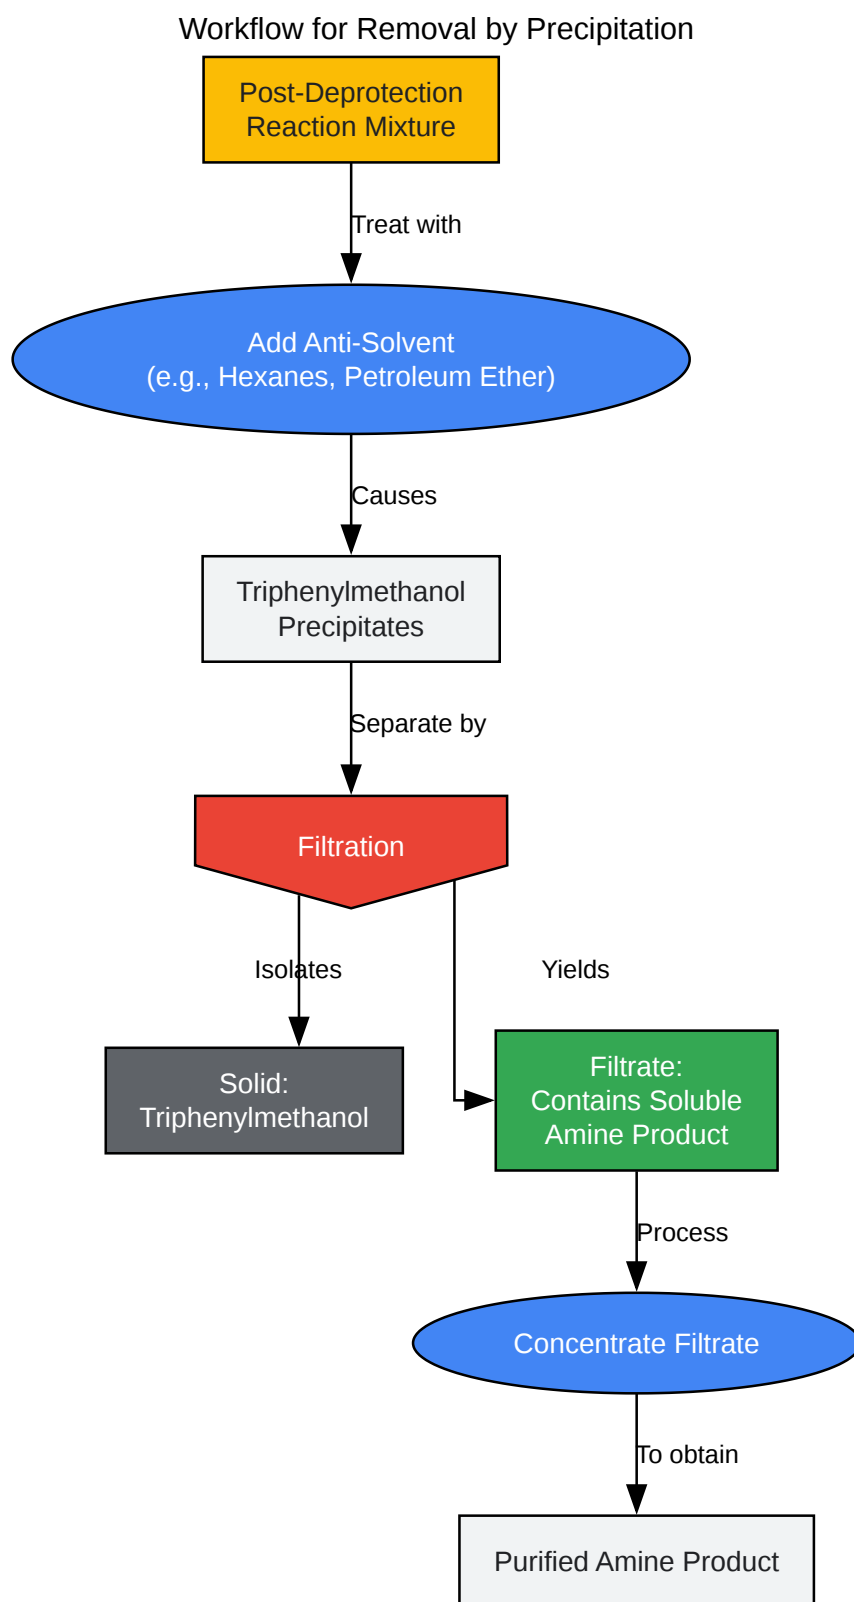 Workflow for Removal by Precipitation
Post-Deprotection
Reaction Mixture
Treat with
Add Anti-Solvent
(e.g., Hexanes, Petroleum Ether)
Causes
Triphenylmethanol
Precipitates
Separate by
Filtration
Isolates
Yields
Solid:
Triphenylmethanol
Filtrate:
Contains Soluble
Amine Product
Process
Concentrate Filtrate
To obtain
Purified Amine Product